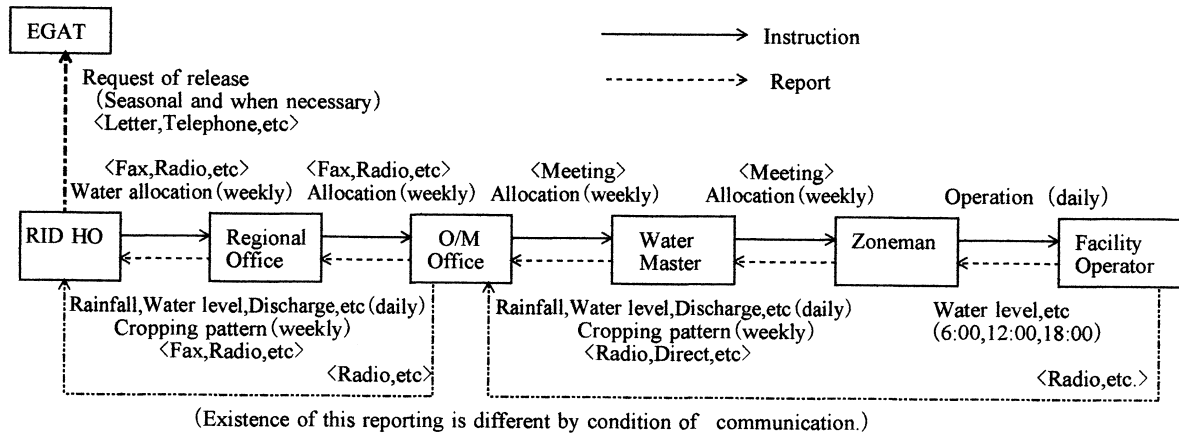 EGAT
Instruction
Report
Request of release
(Seasonal and when necessary)
<Letter,Telephone,etc>
<Fax,Radio,etc>
Water allocation(weekly)
<Fax,Radio,etc>
Allocation(weekly)
<Meeting>
Allocation(weekly)
<Meeting>
Allocation(weekly)
Operation (daily)
RID HO
Regional
Office
O/M
Office
Water
Master
Zoneman
Facility
Operator
Rainfall,Water level,Discharge,etc(daily)
Cropping pattern(weekly)
<Fax,Radio,etc>
<Radio,etc>
Rainfall,Water level,Discharge,etc(daily)
Cropping pattern(weekly)
<Radio,Direct,etc>
Water level,etc
(6:00,12:00,18:00)
<Radio,etc.>
(Existence of this reporting is different by condition of communication.)